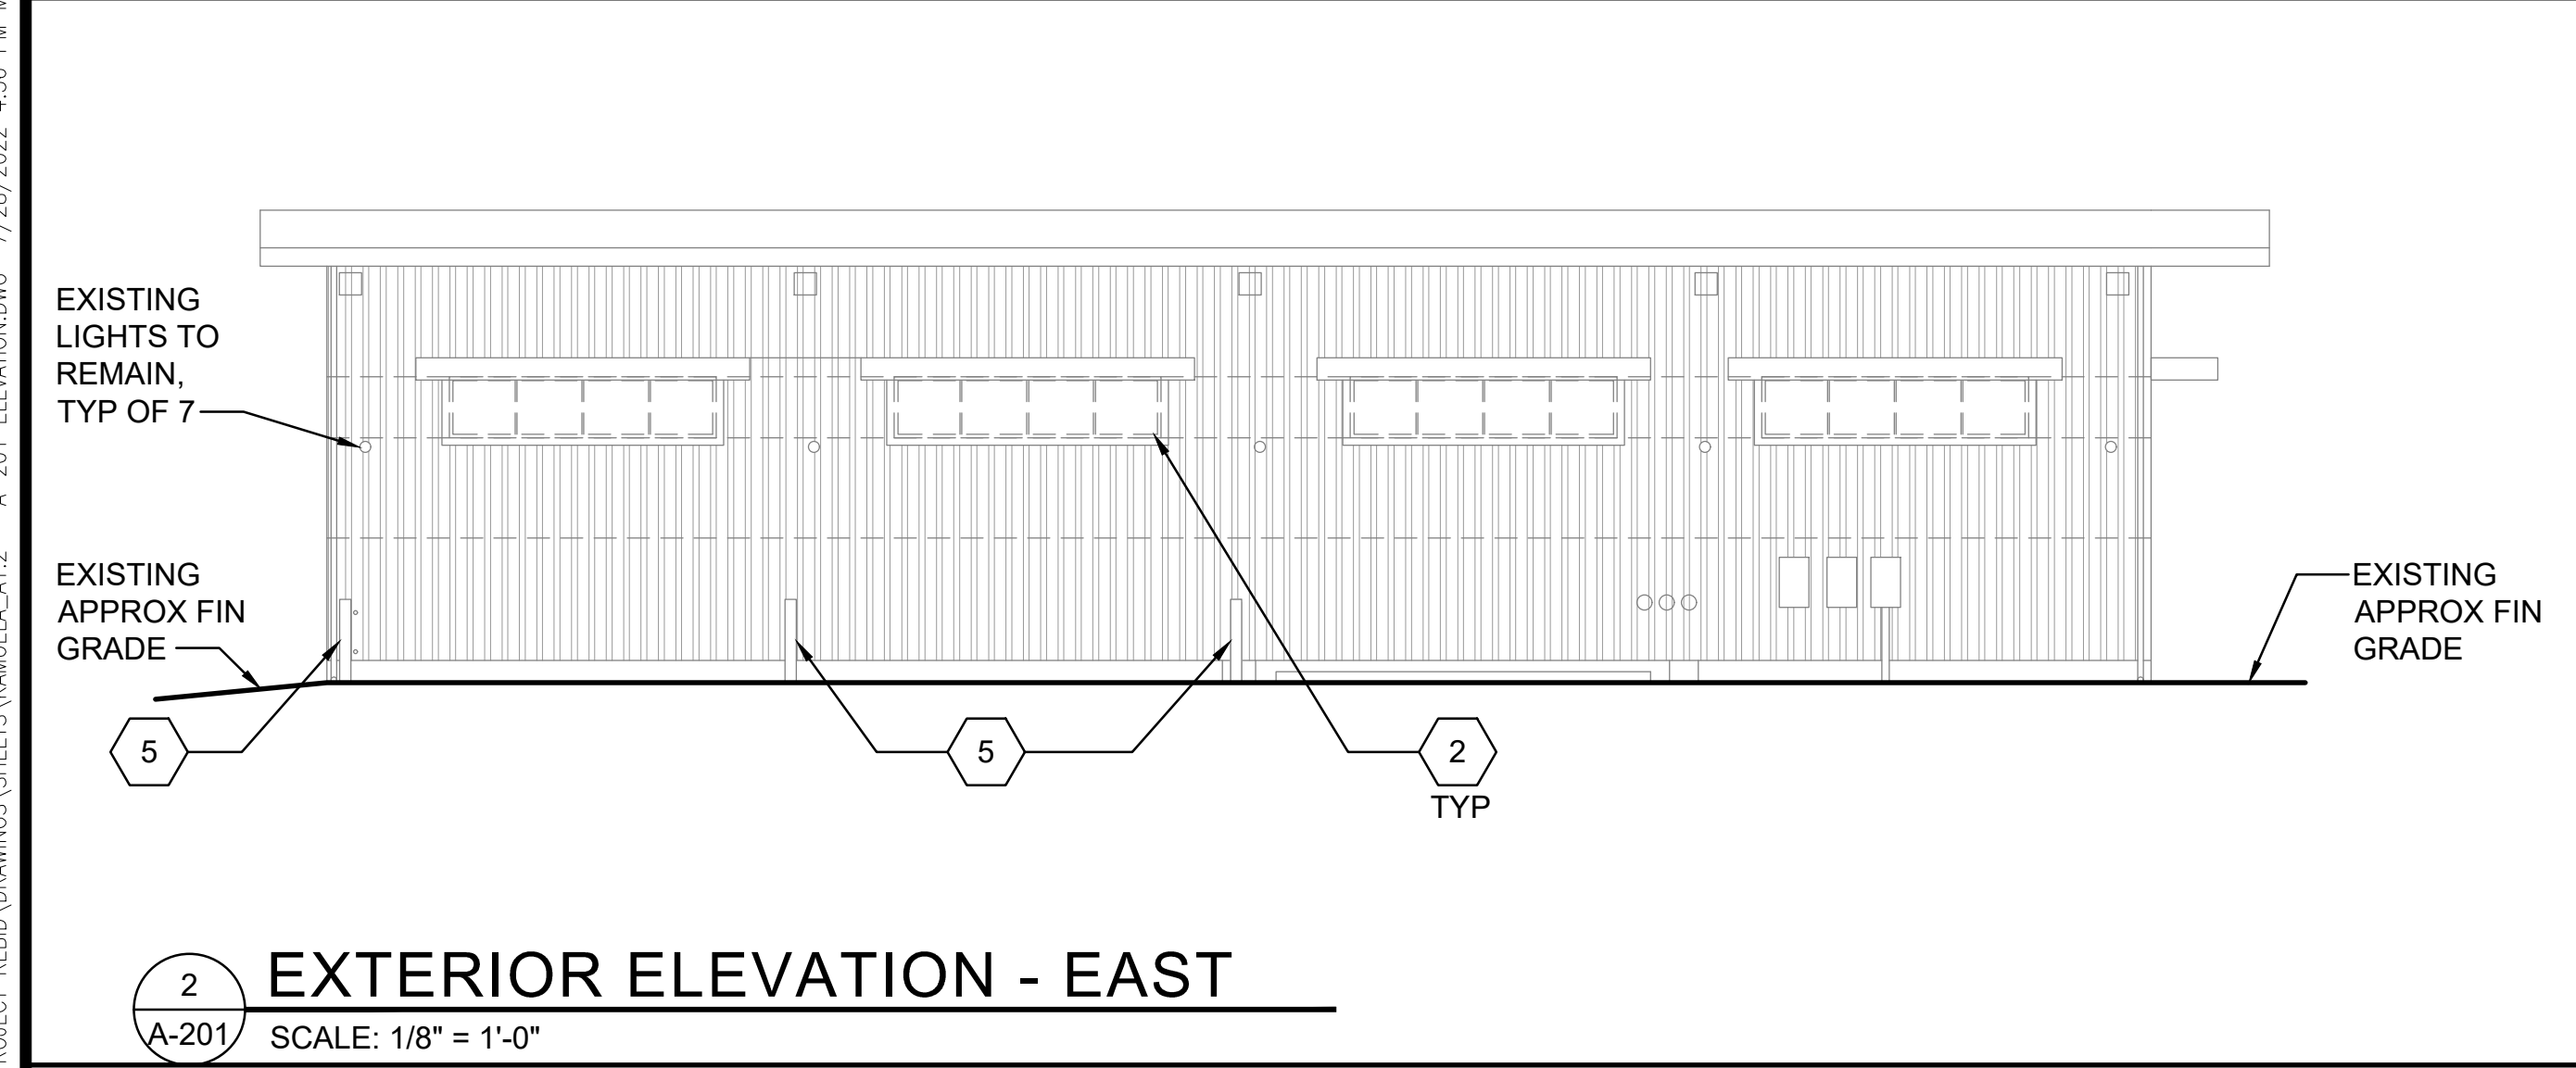 EXISTING
LIGHTS TO
REMAIN,
TYP OF 7
EXISTING
APPROX FIN
GRADE
EXISTING
APPROX FIN
GRADE
5
5
2
TYP
2
A-201
EXTERIOR ELEVATION - EAST
SCALE: 1/8" = 1'-0"